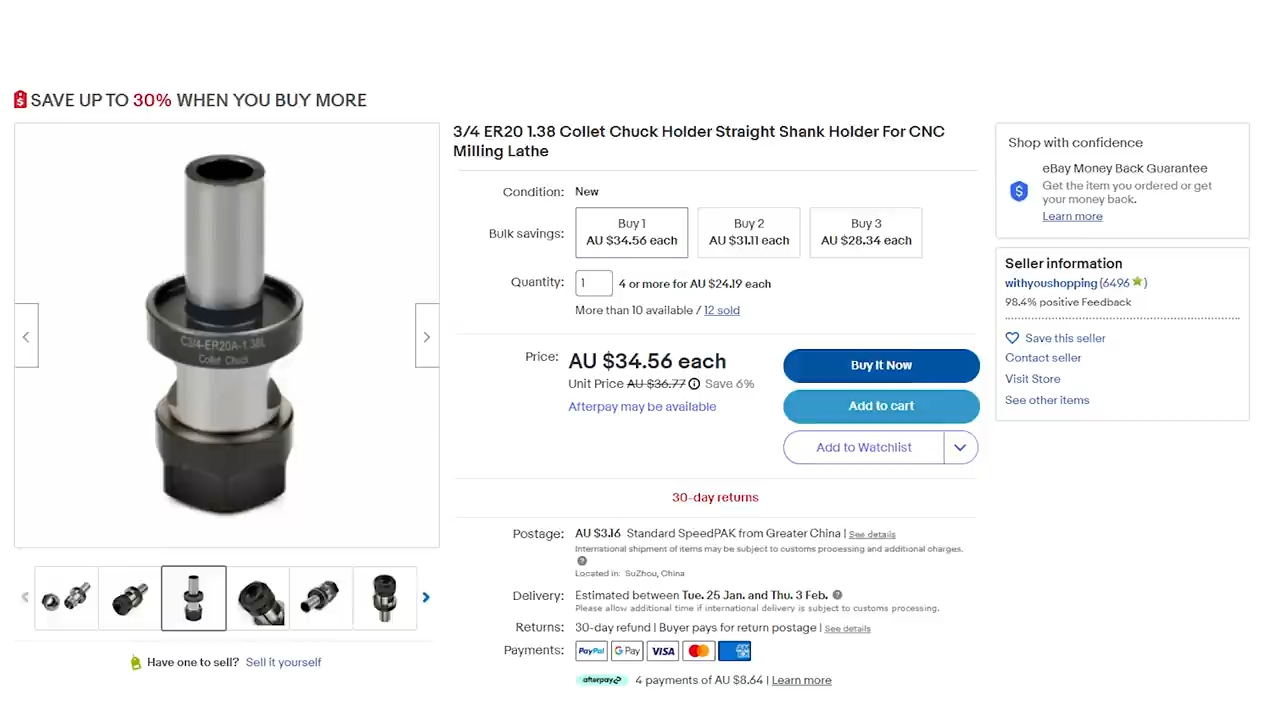 SAVE UP TO 30% WHEN YOU BUY MORE
C3/4-ER20A-1.38L
Collet Chuck
3/4 ER20 1.38 Collet Chuck Holder Straight Shank Holder For CNC
Milling Lathe
Condition: New
Bulk savings:
Buy 1
AU $34.56 each
Buy 2
AU $31.11 each
Buy 3
AU $28.34 each
Quantity: 1 4 or more for AU $24.19 each
More than 10 available / 12 sold
Price: AU $34.56 each
Unit Price AU $36.77 Save 6%
Afterpay may be available
Buy It Now
Add to cart
Add to Watchlist
30-day returns
Postage: AU $3.16 Standard SpeedPAK from Greater China | See details
International shipment of items may be subject to customs processing and additional charges.
Located in: SuZhou, China
Delivery: Estimated between Tue. 25 Jan. and Thu. 3 Feb.
Please allow additional time if international delivery is subject to customs processing.
Returns: 30-day refund | Buyer pays for return postage | See details
Payments: PayPal G Pay VISA
afterpay 4 payments of AU $8.64 | Learn more
Have one to sell? Sell it yourself
Shop with confidence
eBay Money Back Guarantee
Get the item you ordered or get
your money back.
Learn more
Seller information
withyoushopping (6496)
98.4% positive Feedback
Save this seller
Contact seller
Visit Store
See other items